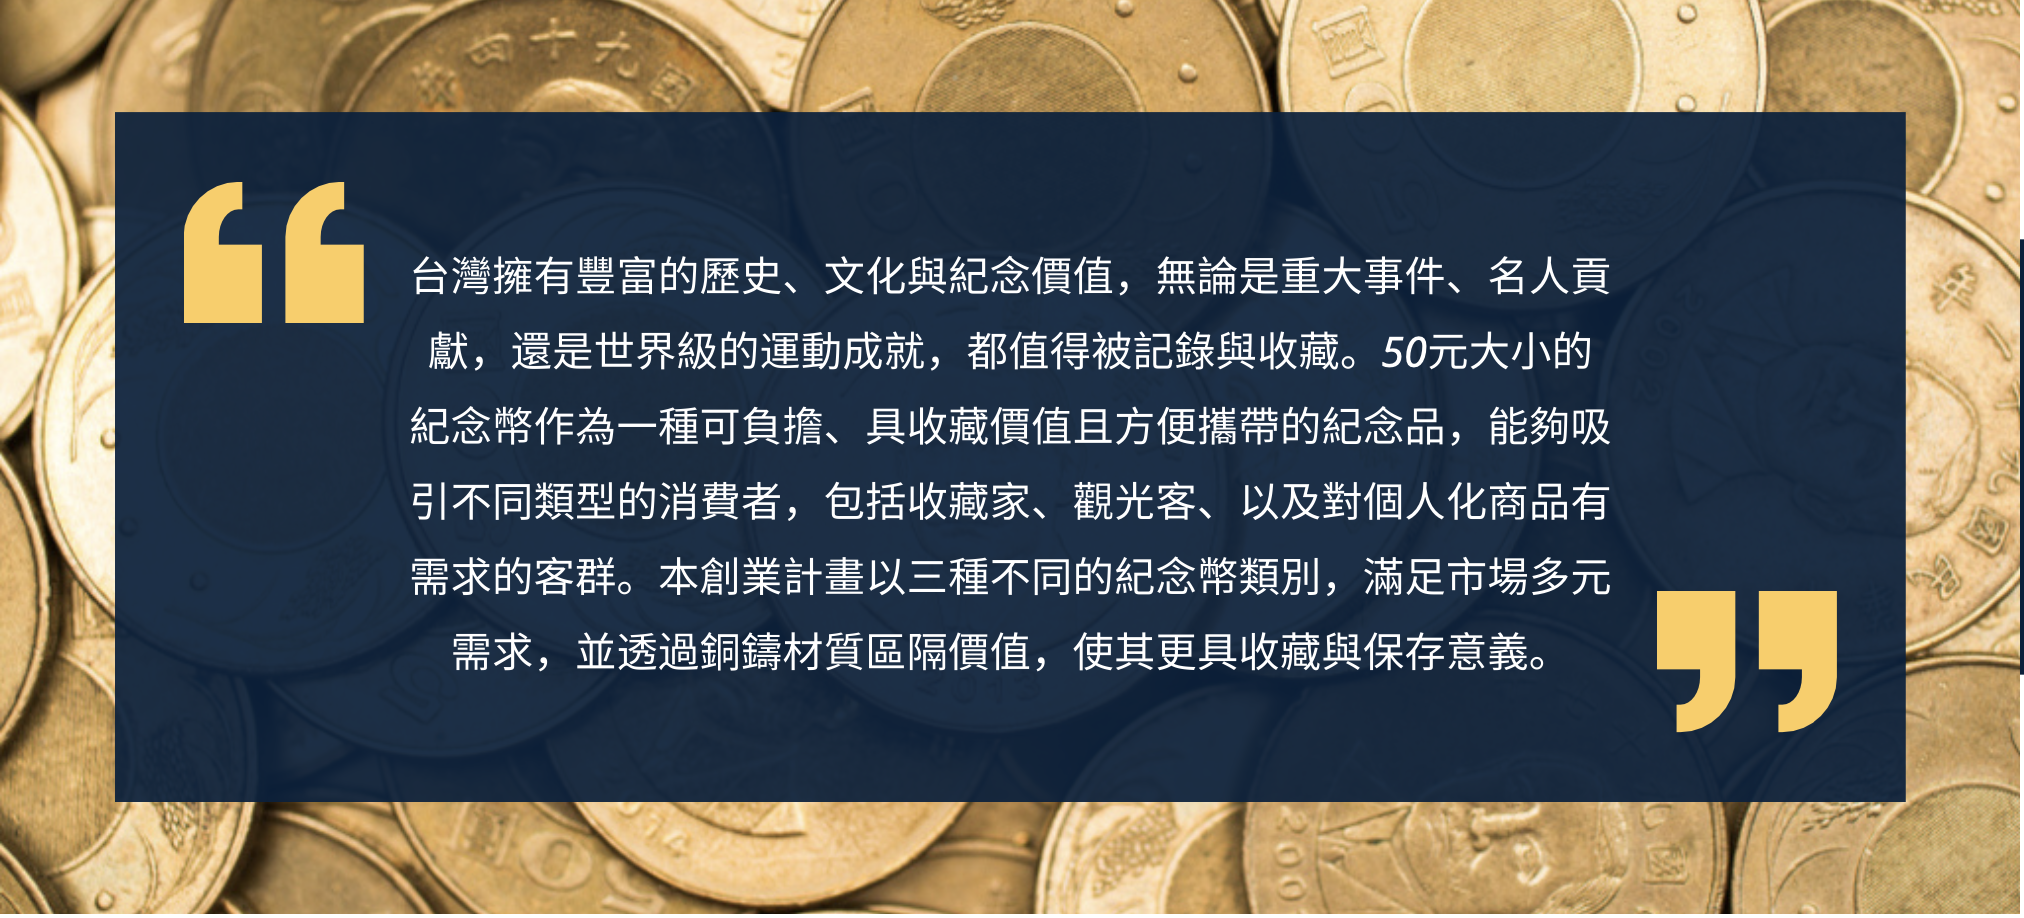 四十九國
台灣擁有豐富的歷史、文化與紀念價值，無論是重大事件、名人貢
獻，還是世界級的運動成就，都值得被記錄與收藏。50元大小的
紀念幣作為一種可負擔、具收藏價值且方便攜帶的紀念品，能夠吸
引不同類型的消費者，包括收藏家、觀光客、以及對個人化商品有
需求的客群。本創業計畫以三種不同的紀念幣類別，滿足市場多元
需求，並透過銅鑄材質區隔價值，使其更具收藏與保存意義。